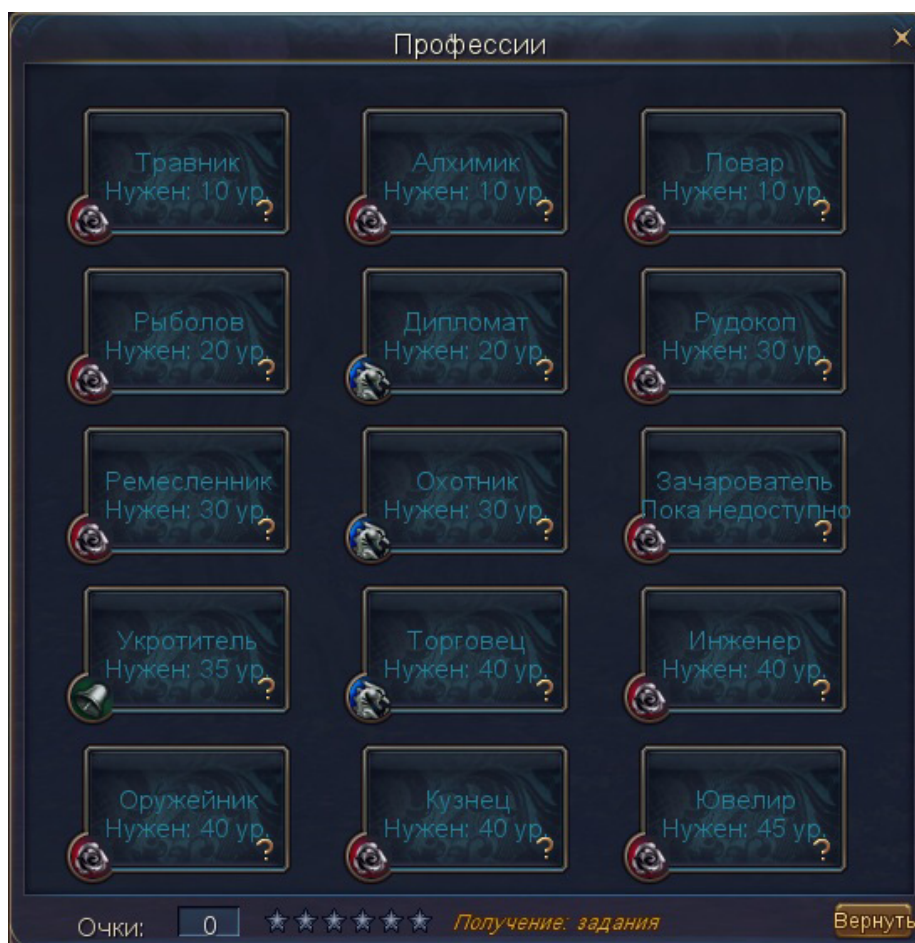 Профессии
Травник
Нужен: 10 ур.
?
Алхимик
Нужен: 10 ур.
?
Повар
Нужен: 10 ур.
?
Рыболов
Нужен: 20 ур.
?
Дипломат
Нужен: 20 ур.
?
Рудокоп
Нужен: 30 ур.
?
Ремесленник
Нужен: 30 ур.
?
Охотник
Нужен: 30 ур.
?
Зачарователь
Пока недоступно
?
Укротитель
Нужен: 35 ур.
?
Торговец
Нужен: 40 ур.
?
Инженер
Нужен: 40 ур.
?
Оружейник
Нужен: 40 ур.
?
Кузнец
Нужен: 40 ур.
?
Ювелир
Нужен: 45 ур.
?
Очки: 0 Получение: задания Вернуть